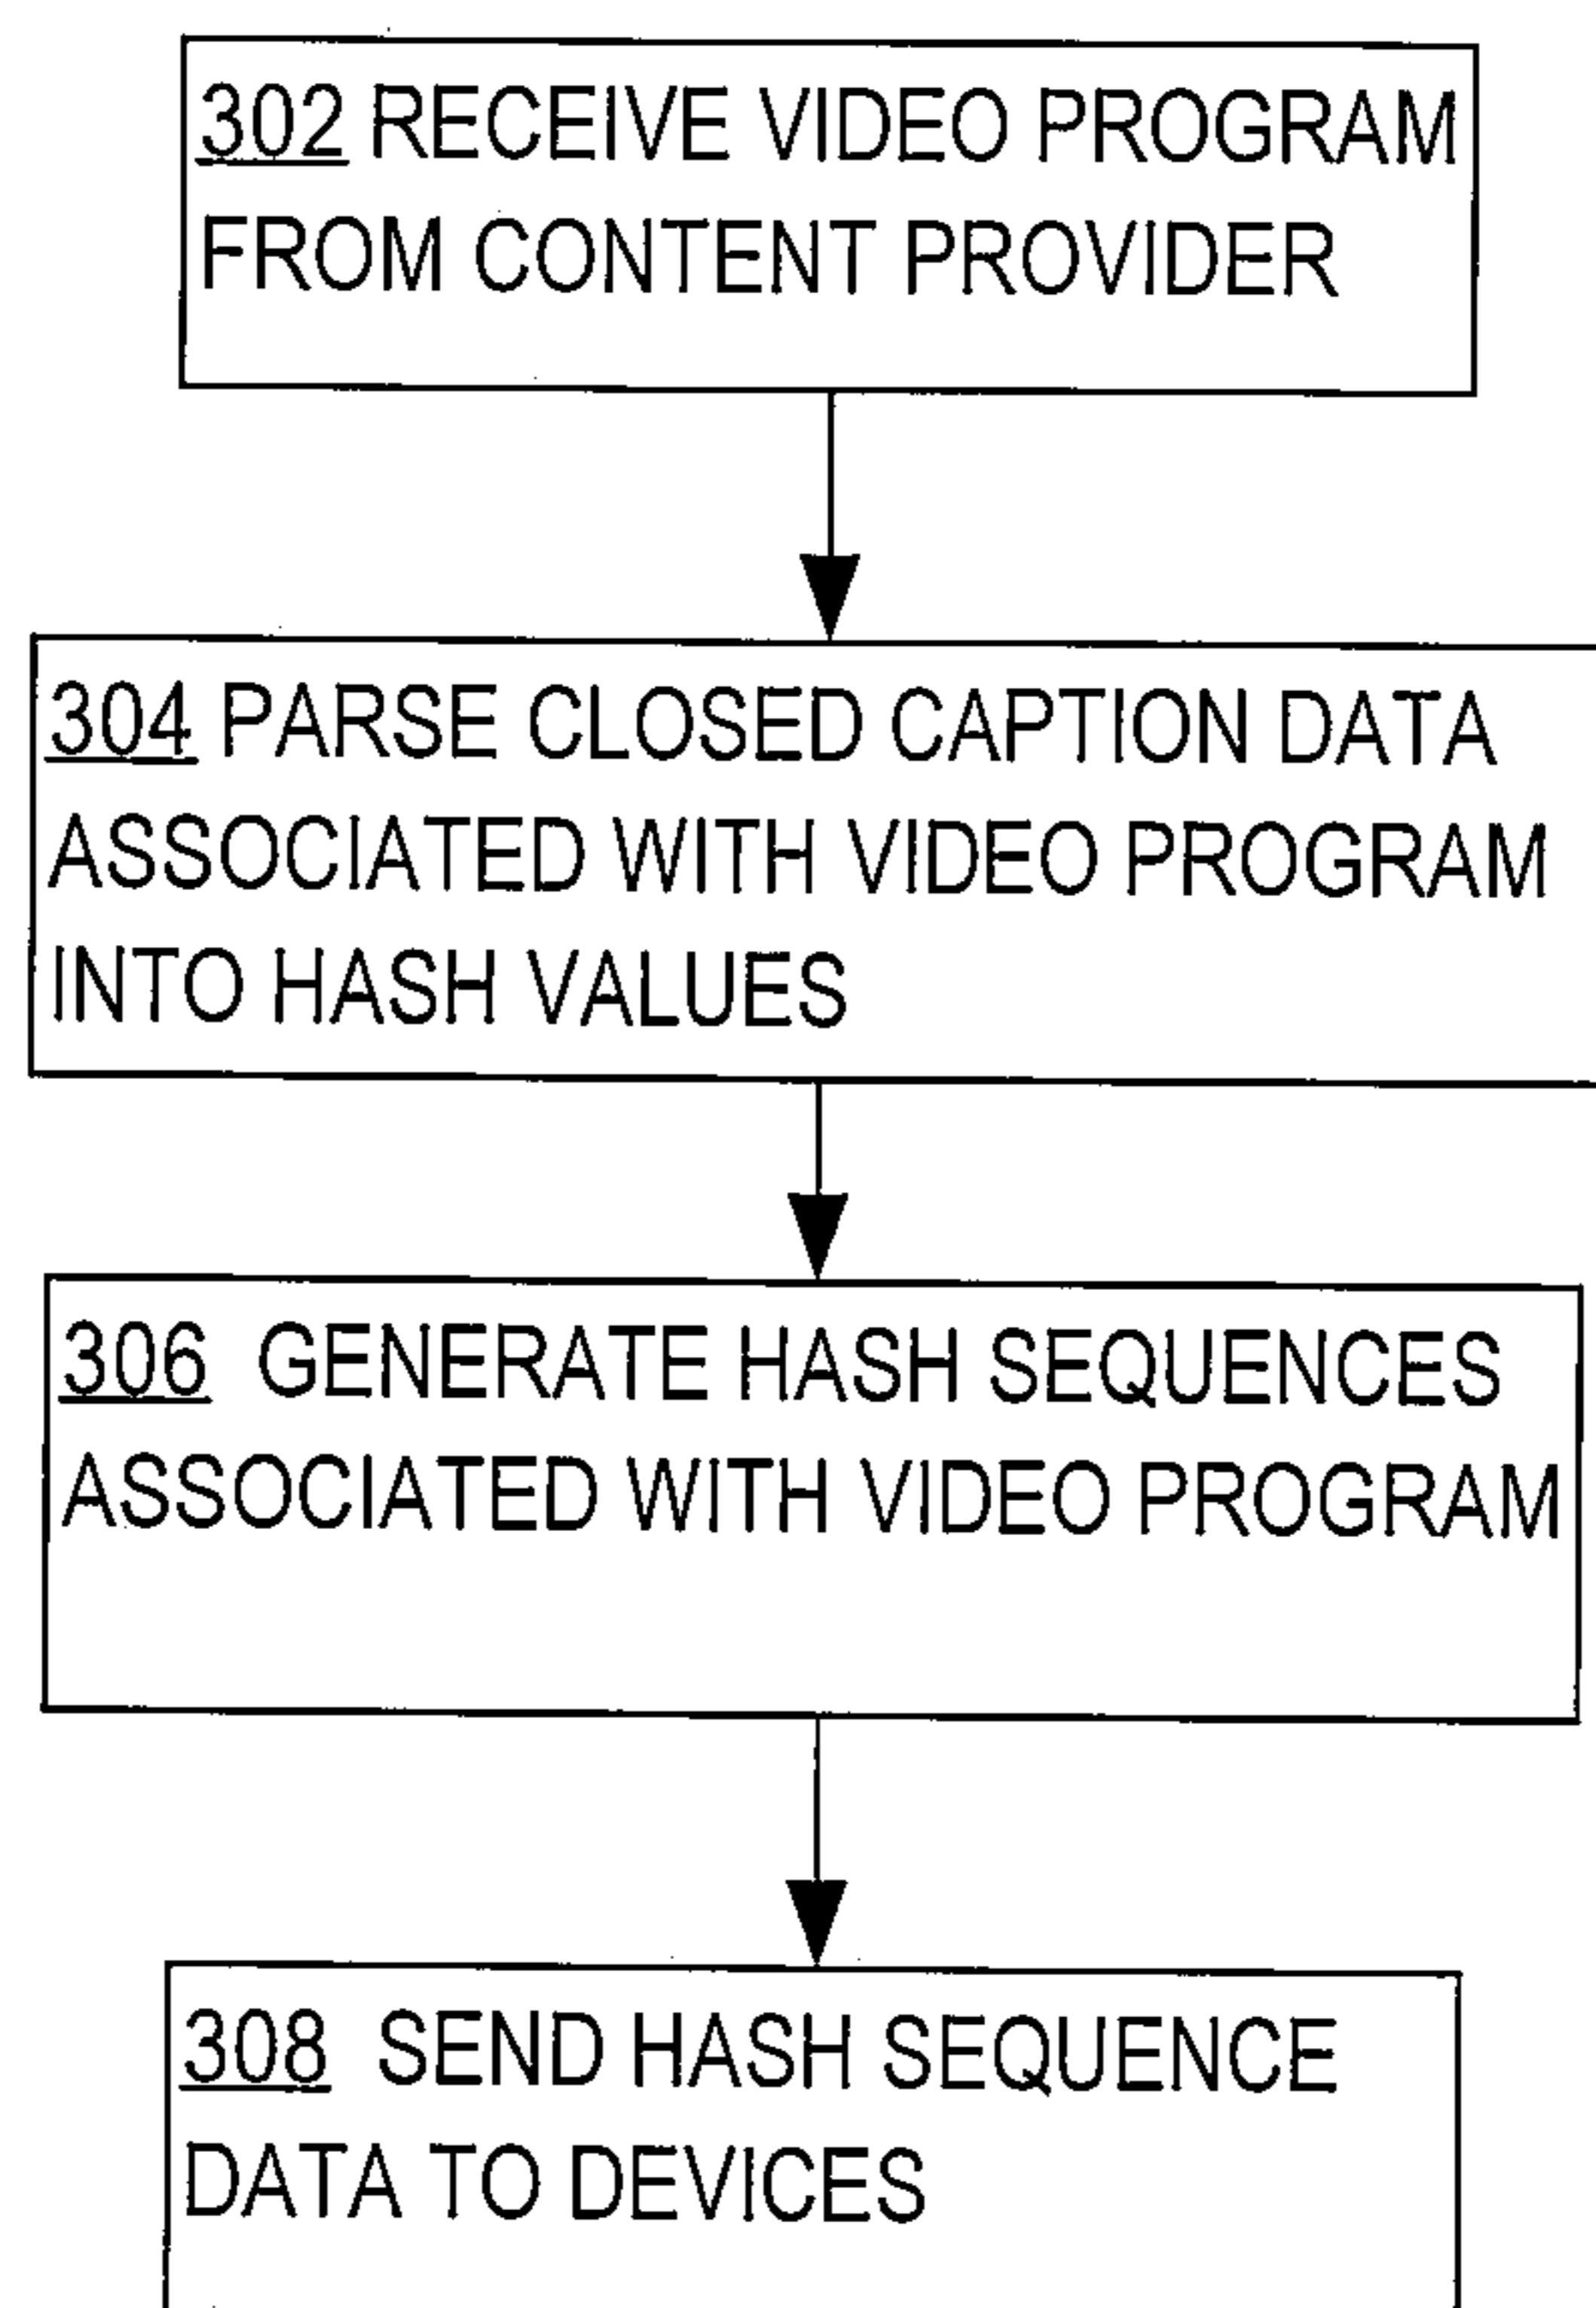 302 RECEIVE VIDEO PROGRAM
FROM CONTENT PROVIDER
304 PARSE CLOSED CAPTION DATA
ASSOCIATED WITH VIDEO PROGRAM
INTO HASH VALUES
306 GENERATE HASH SEQUENCES
ASSOCIATED WITH VIDEO PROGRAM
308 SEND HASH SEQUENCE
DATA TO DEVICES